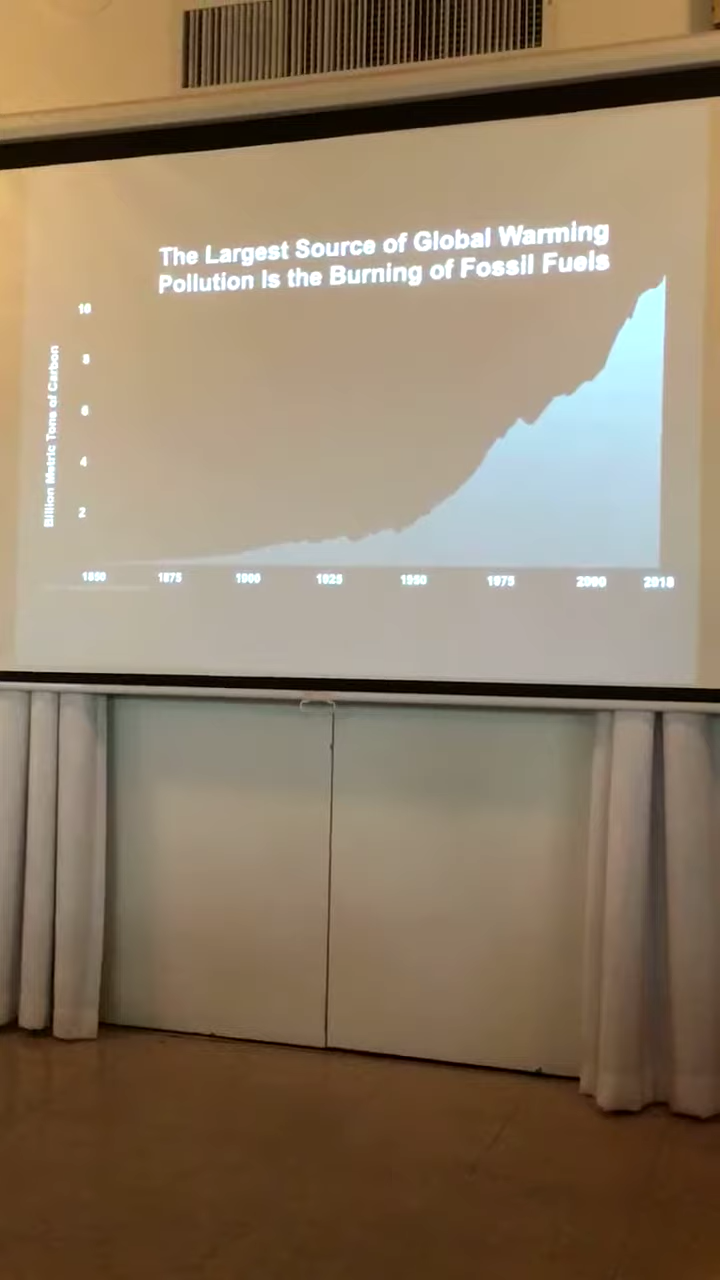 The Largest Source of Global Warming
Pollution Is the Burning of Fossil Fuels
Billion Metric Tons of Carbon
10
8
6
4
2
1850 1875 1900 1925 1950 1975 2000 2018